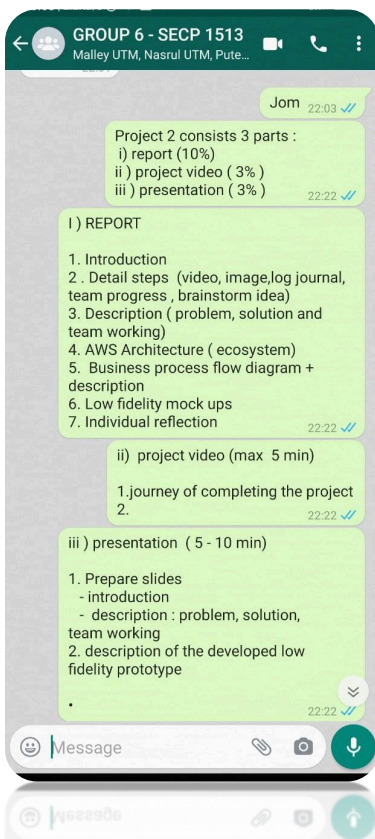 GROUP 6 - SECP 1513
Malley UTM, Nasrul UTM, Pute...
Jom 22:03
Project 2 consists 3 parts :
i) report (10%)
ii ) project video ( 3% )
iii ) presentation ( 3% )
22:22
I ) REPORT
1. Introduction
2 . Detail steps (video, image,log journal,
team progress , brainstorm idea)
3. Description ( problem, solution and
team working)
4. AWS Architecture ( ecosystem)
5. Business process flow diagram +
description
6. Low fidelity mock ups
7. Individual reflection
22:22
ii) project video (max 5 min)
1.journey of completing the project
2.
22:22
iii ) presentation ( 5 - 10 min)
1. Prepare slides
- introduction
- description : problem, solution,
team working
2. description of the developed low
fidelity prototype
.
22:22
Message